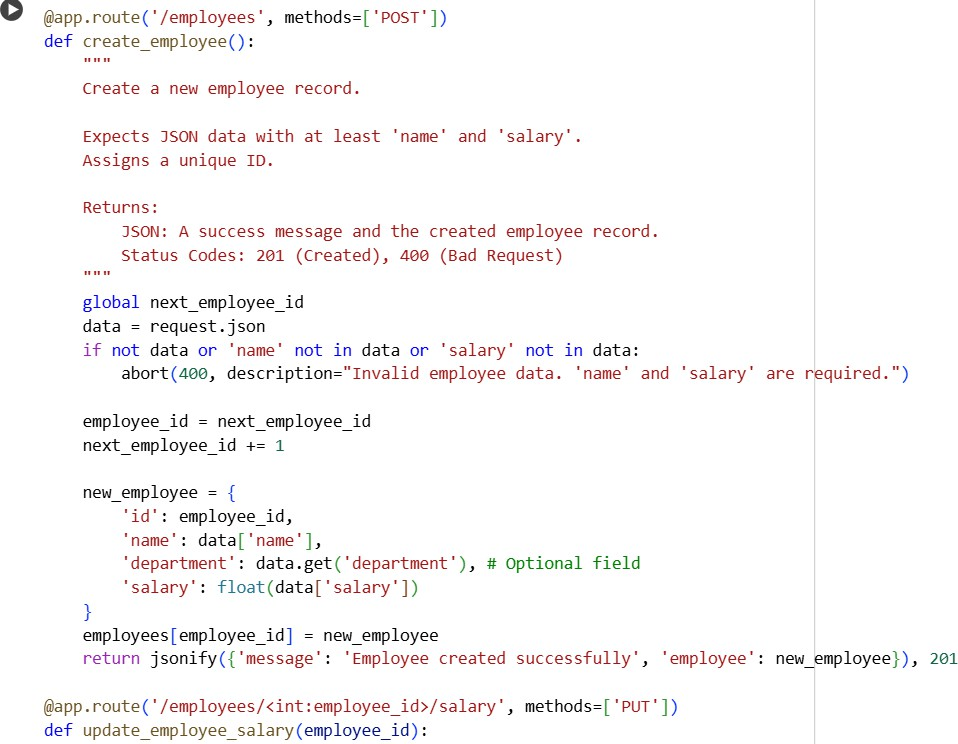 @app.route('/employees', methods=['POST'])
def create_employee():
    """
    Create a new employee record.

    Expects JSON data with at least 'name' and 'salary'.
    Assigns a unique ID.

    Returns:
        JSON: A success message and the created employee record.
        Status Codes: 201 (Created), 400 (Bad Request)
    """
    global next_employee_id
    data = request.json
    if not data or 'name' not in data or 'salary' not in data:
        abort(400, description="Invalid employee data. 'name' and 'salary' are required.")

    employee_id = next_employee_id
    next_employee_id += 1

    new_employee = {
        'id': employee_id,
        'name': data['name'],
        'department': data.get('department'), # Optional field
        'salary': float(data['salary'])
    }
    employees[employee_id] = new_employee
    return jsonify({'message': 'Employee created successfully', 'employee': new_employee}), 201

@app.route('/employees/<int:employee_id>/salary', methods=['PUT'])
def update_employee_salary(employee_id):